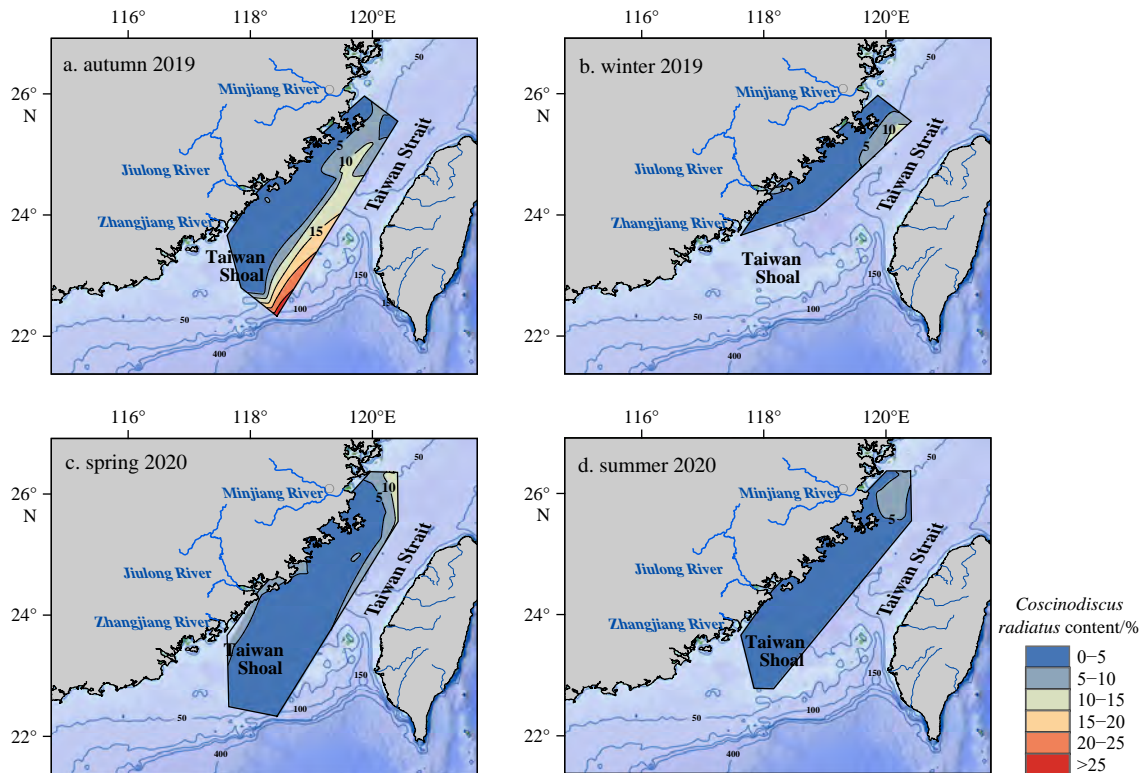 116° 118° 120°E
116° 118° 120°
a. autumn 2019
50
Minjiang River
26°
N
5
10
Taiwan Strait
Jiulong River
24°
Zhangjiang River
15
Taiwan
Shoal
150
150
100
50
22°
400
b. winter 2019
50
Minjiang River
26°
N
10
5
Taiwan Strait
Jiulong River
24°
Zhangjiang River
Taiwan
Shoal
150
100
50
22°
400
116° 118° 120°E
116° 118° 120°
c. spring 2020
50
Minjiang River
26°
N
10
5
Taiwan Strait
Jiulong River
24°
Zhangjiang River
Taiwan
Shoal
150
100
50
22°
400
d. summer 2020
50
Minjiang River
26°
N
5
Taiwan Strait
Jiulong River
24°
Zhangjiang River
Taiwan
Shoal
150
100
50
22°
400
Coscinodiscus
radiatus content/%
0−5
5−10
10−15
15−20
20−25
>25